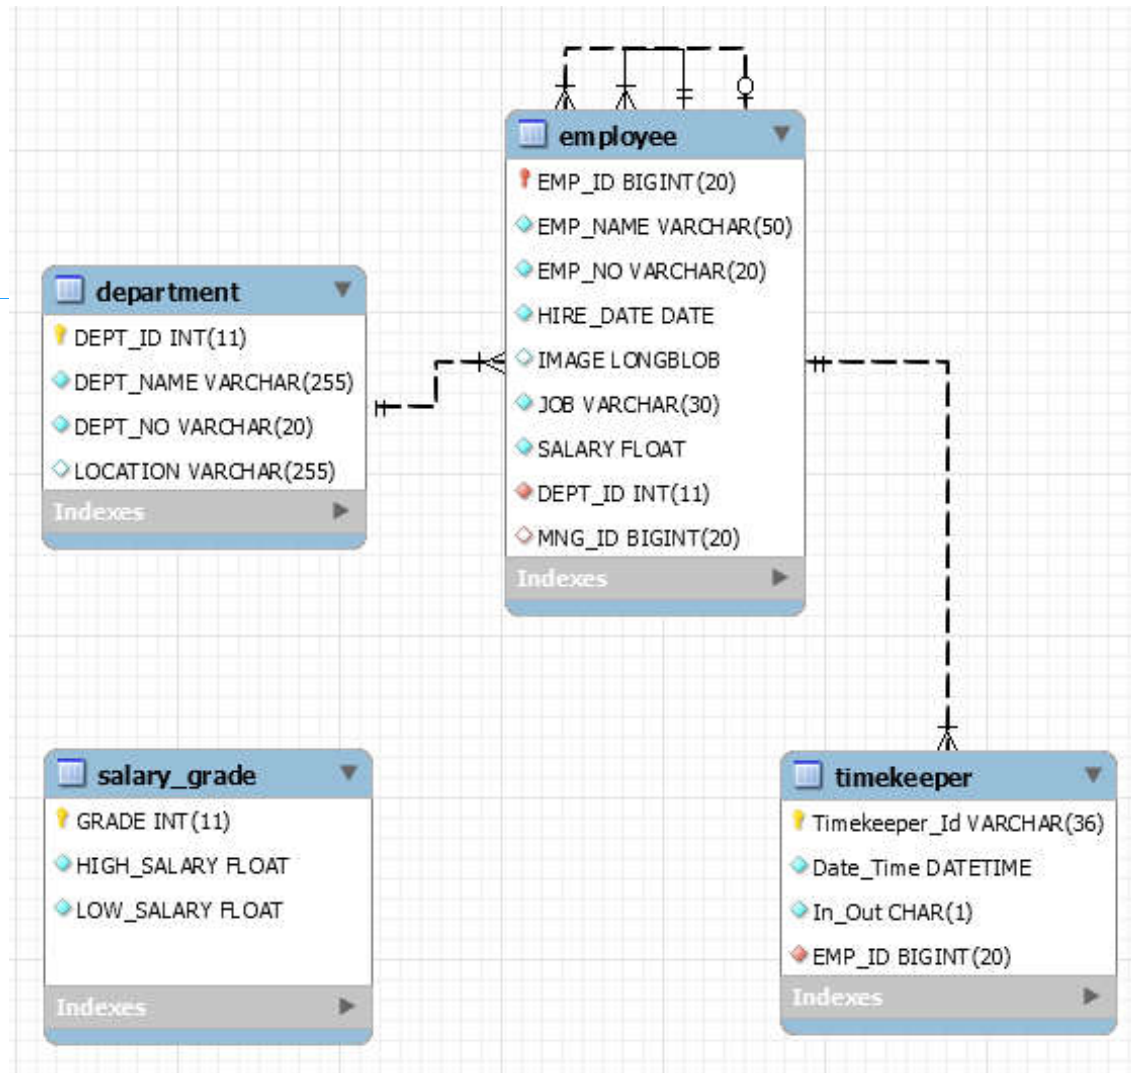 employee
EMP_ID BIGINT(20)
EMP_NAME VARCHAR(50)
EMP_NO VARCHAR(20)
HIRE_DATE DATE
IMAGE LONGBLOB
JOB VARCHAR(30)
SALARY FLOAT
DEPT_ID INT(11)
MNG_ID BIGINT(20)
Indexes
department
DEPT_ID INT(11)
DEPT_NAME VARCHAR(255)
DEPT_NO VARCHAR(20)
LOCATION VARCHAR(255)
Indexes
salary_grade
GRADE INT(11)
HIGH_SALARY FLOAT
LOW_SALARY FLOAT
Indexes
timekeeper
Timekeeper_Id VARCHAR(36)
Date_Time DATETIME
In_Out CHAR(1)
EMP_ID BIGINT(20)
Indexes